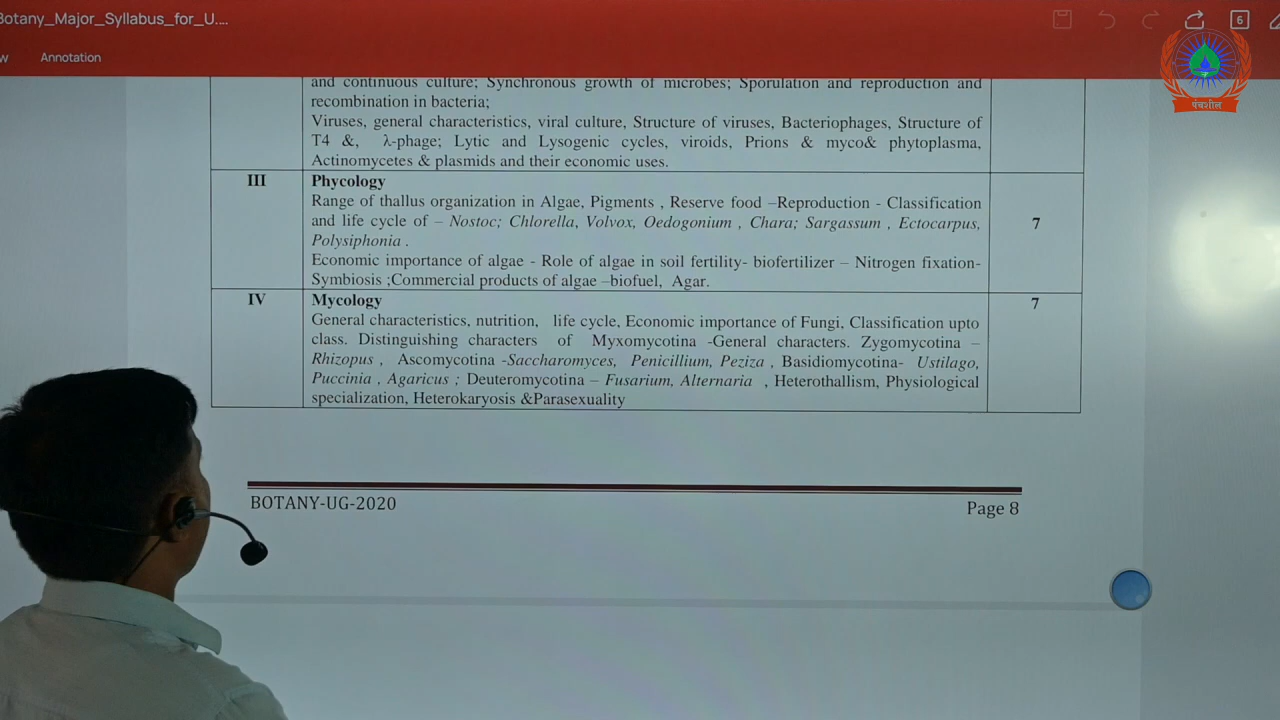 Botany_Major_Syllabus_for_U....
6
w
Annotation
पंचशील
and continuous culture; Synchronous growth of microbes; Sporulation and reproduction and
recombination in bacteria;
Viruses, general characteristics, viral culture, Structure of viruses, Bacteriophages, Structure of
T4 &, λ-phage; Lytic and Lysogenic cycles, viroids, Prions & myco& phytoplasma,
Actinomycetes & plasmids and their economic uses.
III Phycology
Range of thallus organization in Algae, Pigments , Reserve food –Reproduction - Classification
and life cycle of – Nostoc; Chlorella, Volvox, Oedogonium , Chara; Sargassum , Ectocarpus, 7
Polysiphonia .
Economic importance of algae - Role of algae in soil fertility- biofertilizer – Nitrogen fixation-
Symbiosis ;Commercial products of algae –biofuel, Agar.
IV Mycology 7
General characteristics, nutrition, life cycle, Economic importance of Fungi, Classification upto
class. Distinguishing characters of Myxomycotina -General characters. Zygomycotina –
Rhizopus , Ascomycotina -Saccharomyces, Penicillium, Peziza , Basidiomycotina- Ustilago,
Puccinia , Agaricus ; Deuteromycotina – Fusarium, Alternaria , Heterothallism, Physiological
specialization, Heterokaryosis &Parasexuality
BOTANY-UG-2020
Page 8